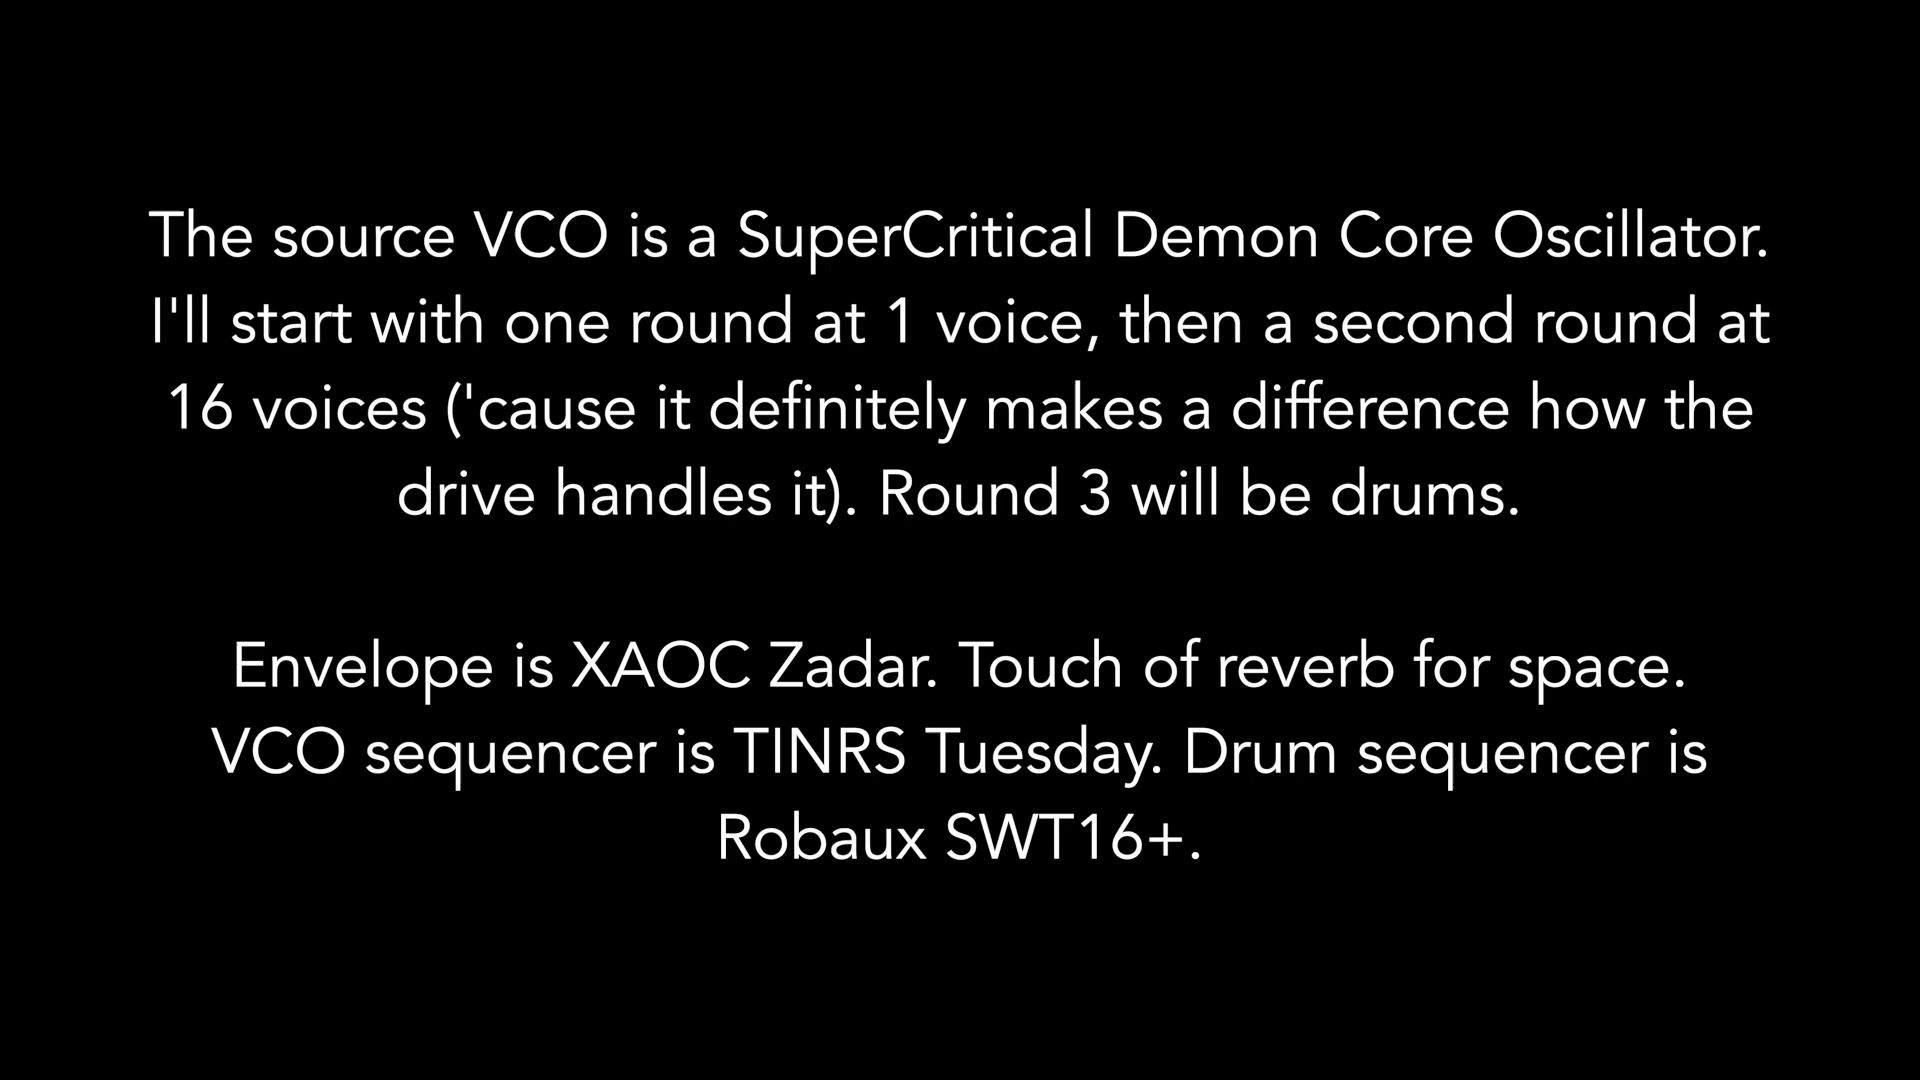 The source VCO is a SuperCritical Demon Core Oscillator.
I'll start with one round at 1 voice, then a second round at
16 voices ('cause it definitely makes a difference how the
drive handles it). Round 3 will be drums.
Envelope is XAOC Zadar. Touch of reverb for space.
VCO sequencer is TINRS Tuesday. Drum sequencer is
Robaux SWT16+.